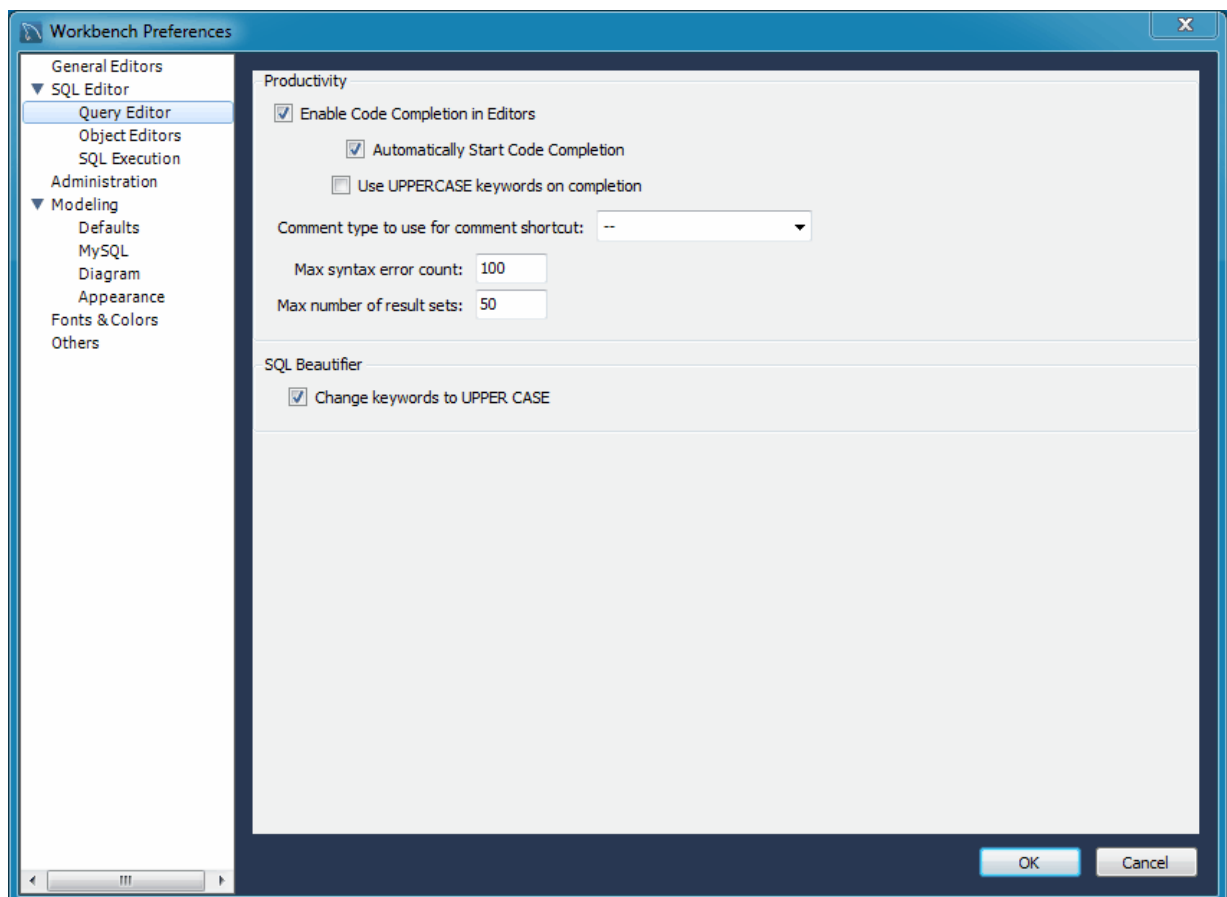 Workbench Preferences
General Editors
SQL Editor
Query Editor
Object Editors
SQL Execution
Administration
Modeling
Defaults
MySQL
Diagram
Appearance
Fonts & Colors
Others
Productivity
Enable Code Completion in Editors
Automatically Start Code Completion
Use UPPERCASE keywords on completion
Comment type to use for comment shortcut: --
Max syntax error count: 100
Max number of result sets: 50
SQL Beautifier
Change keywords to UPPER CASE
OK Cancel